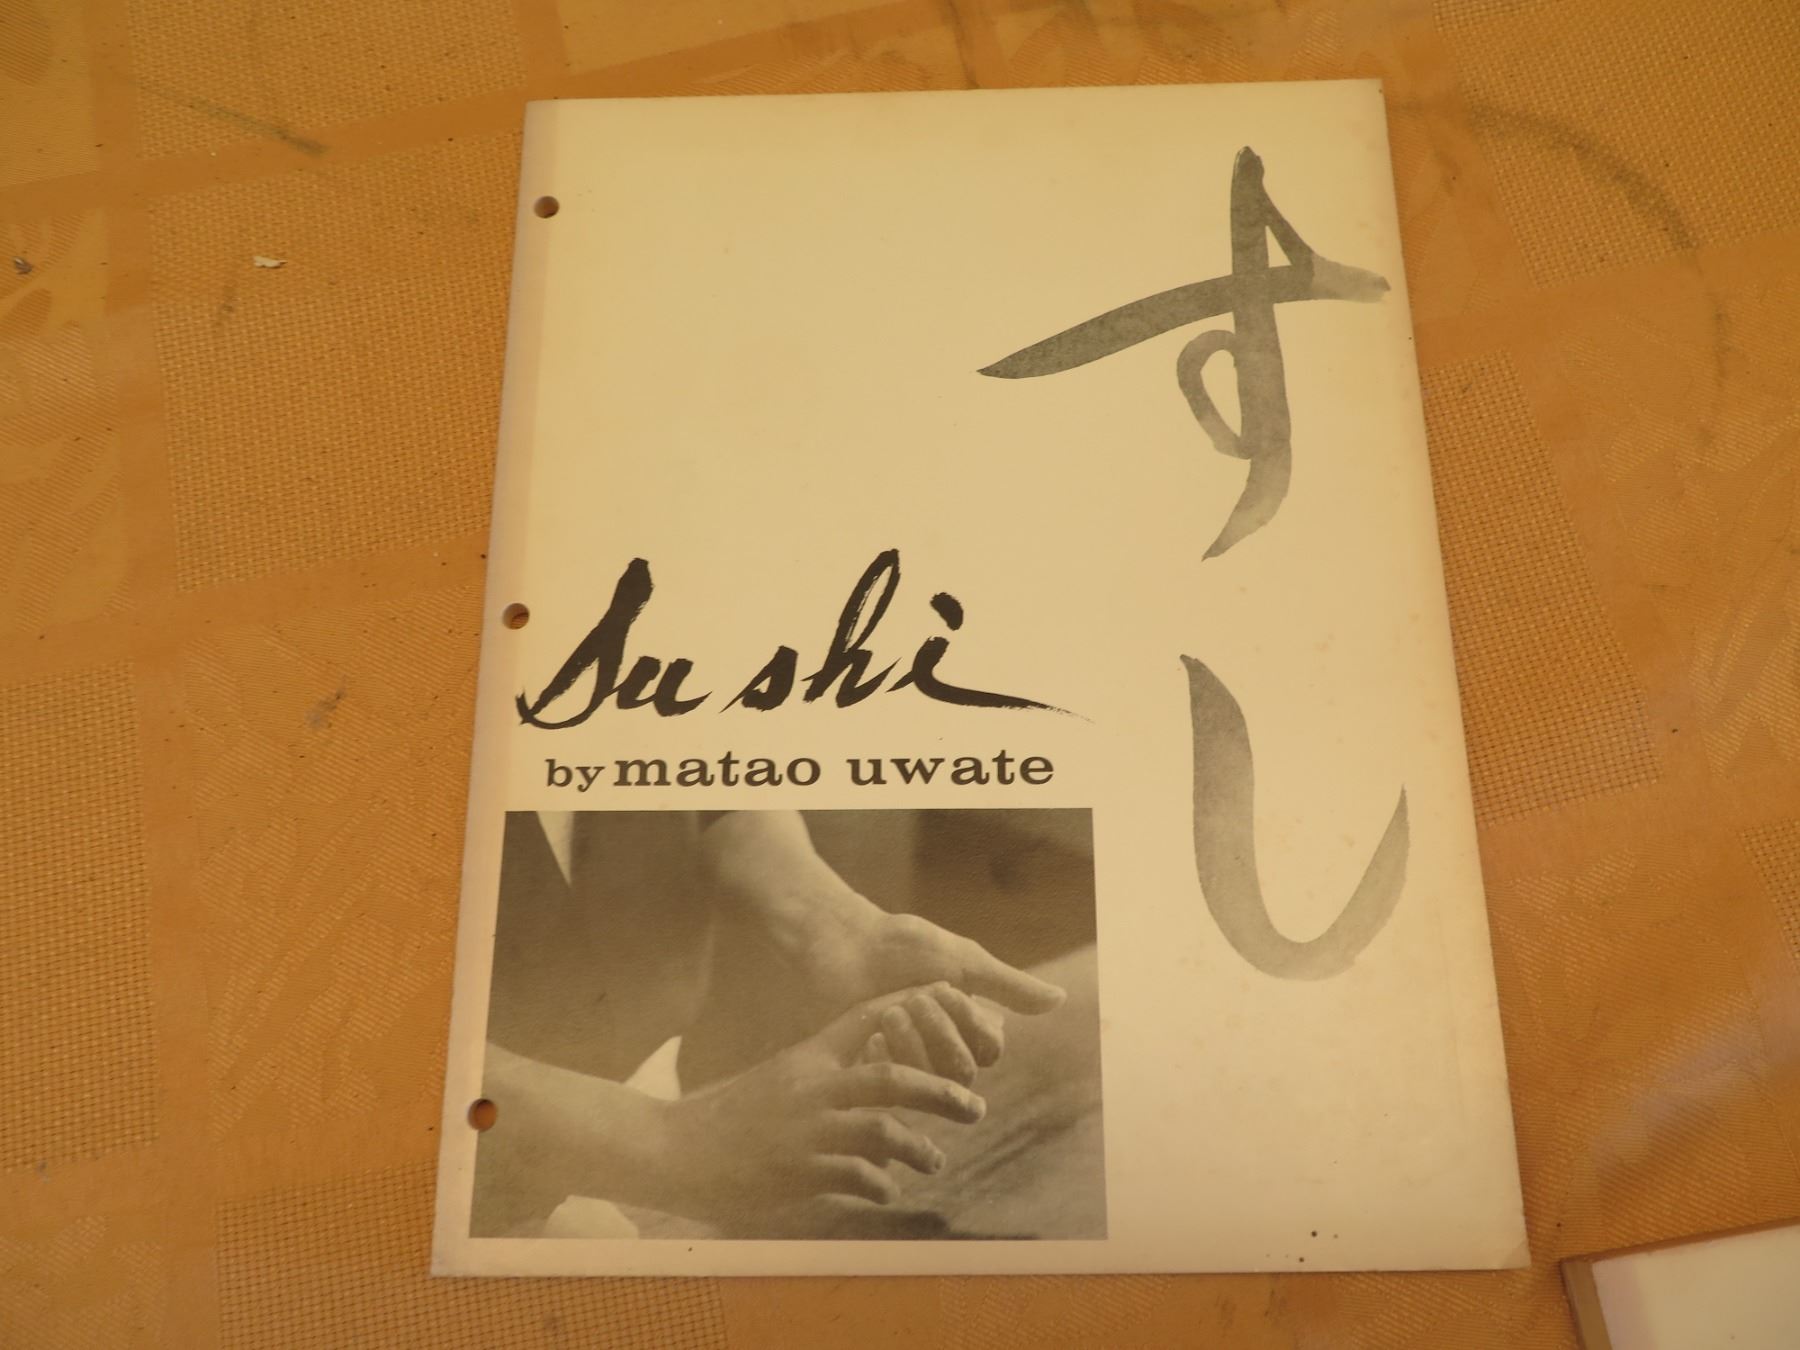 すし
Sushi
by matao uwate